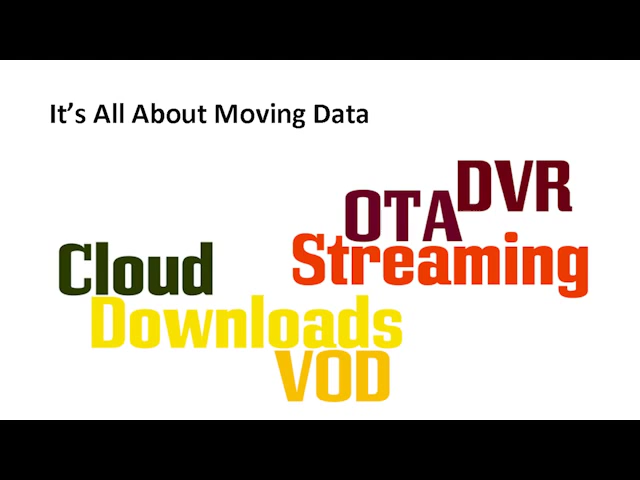 It's All About Moving Data
DVR
OTA
Streaming
Cloud
Downloads
VOD